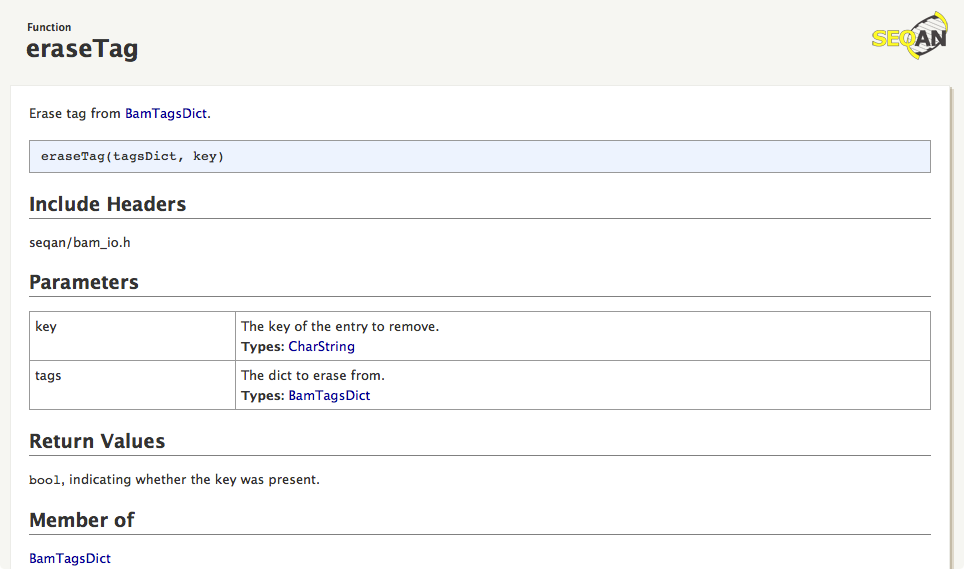 Function
eraseTag
SEQAN
Erase tag from BamTagsDict.
eraseTag(tagsDict, key)
Include Headers
seqan/bam_io.h
Parameters
key
The key of the entry to remove.
Types: CharString
tags
The dict to erase from.
Types: BamTagsDict
Return Values
bool, indicating whether the key was present.
Member of
BamTagsDict